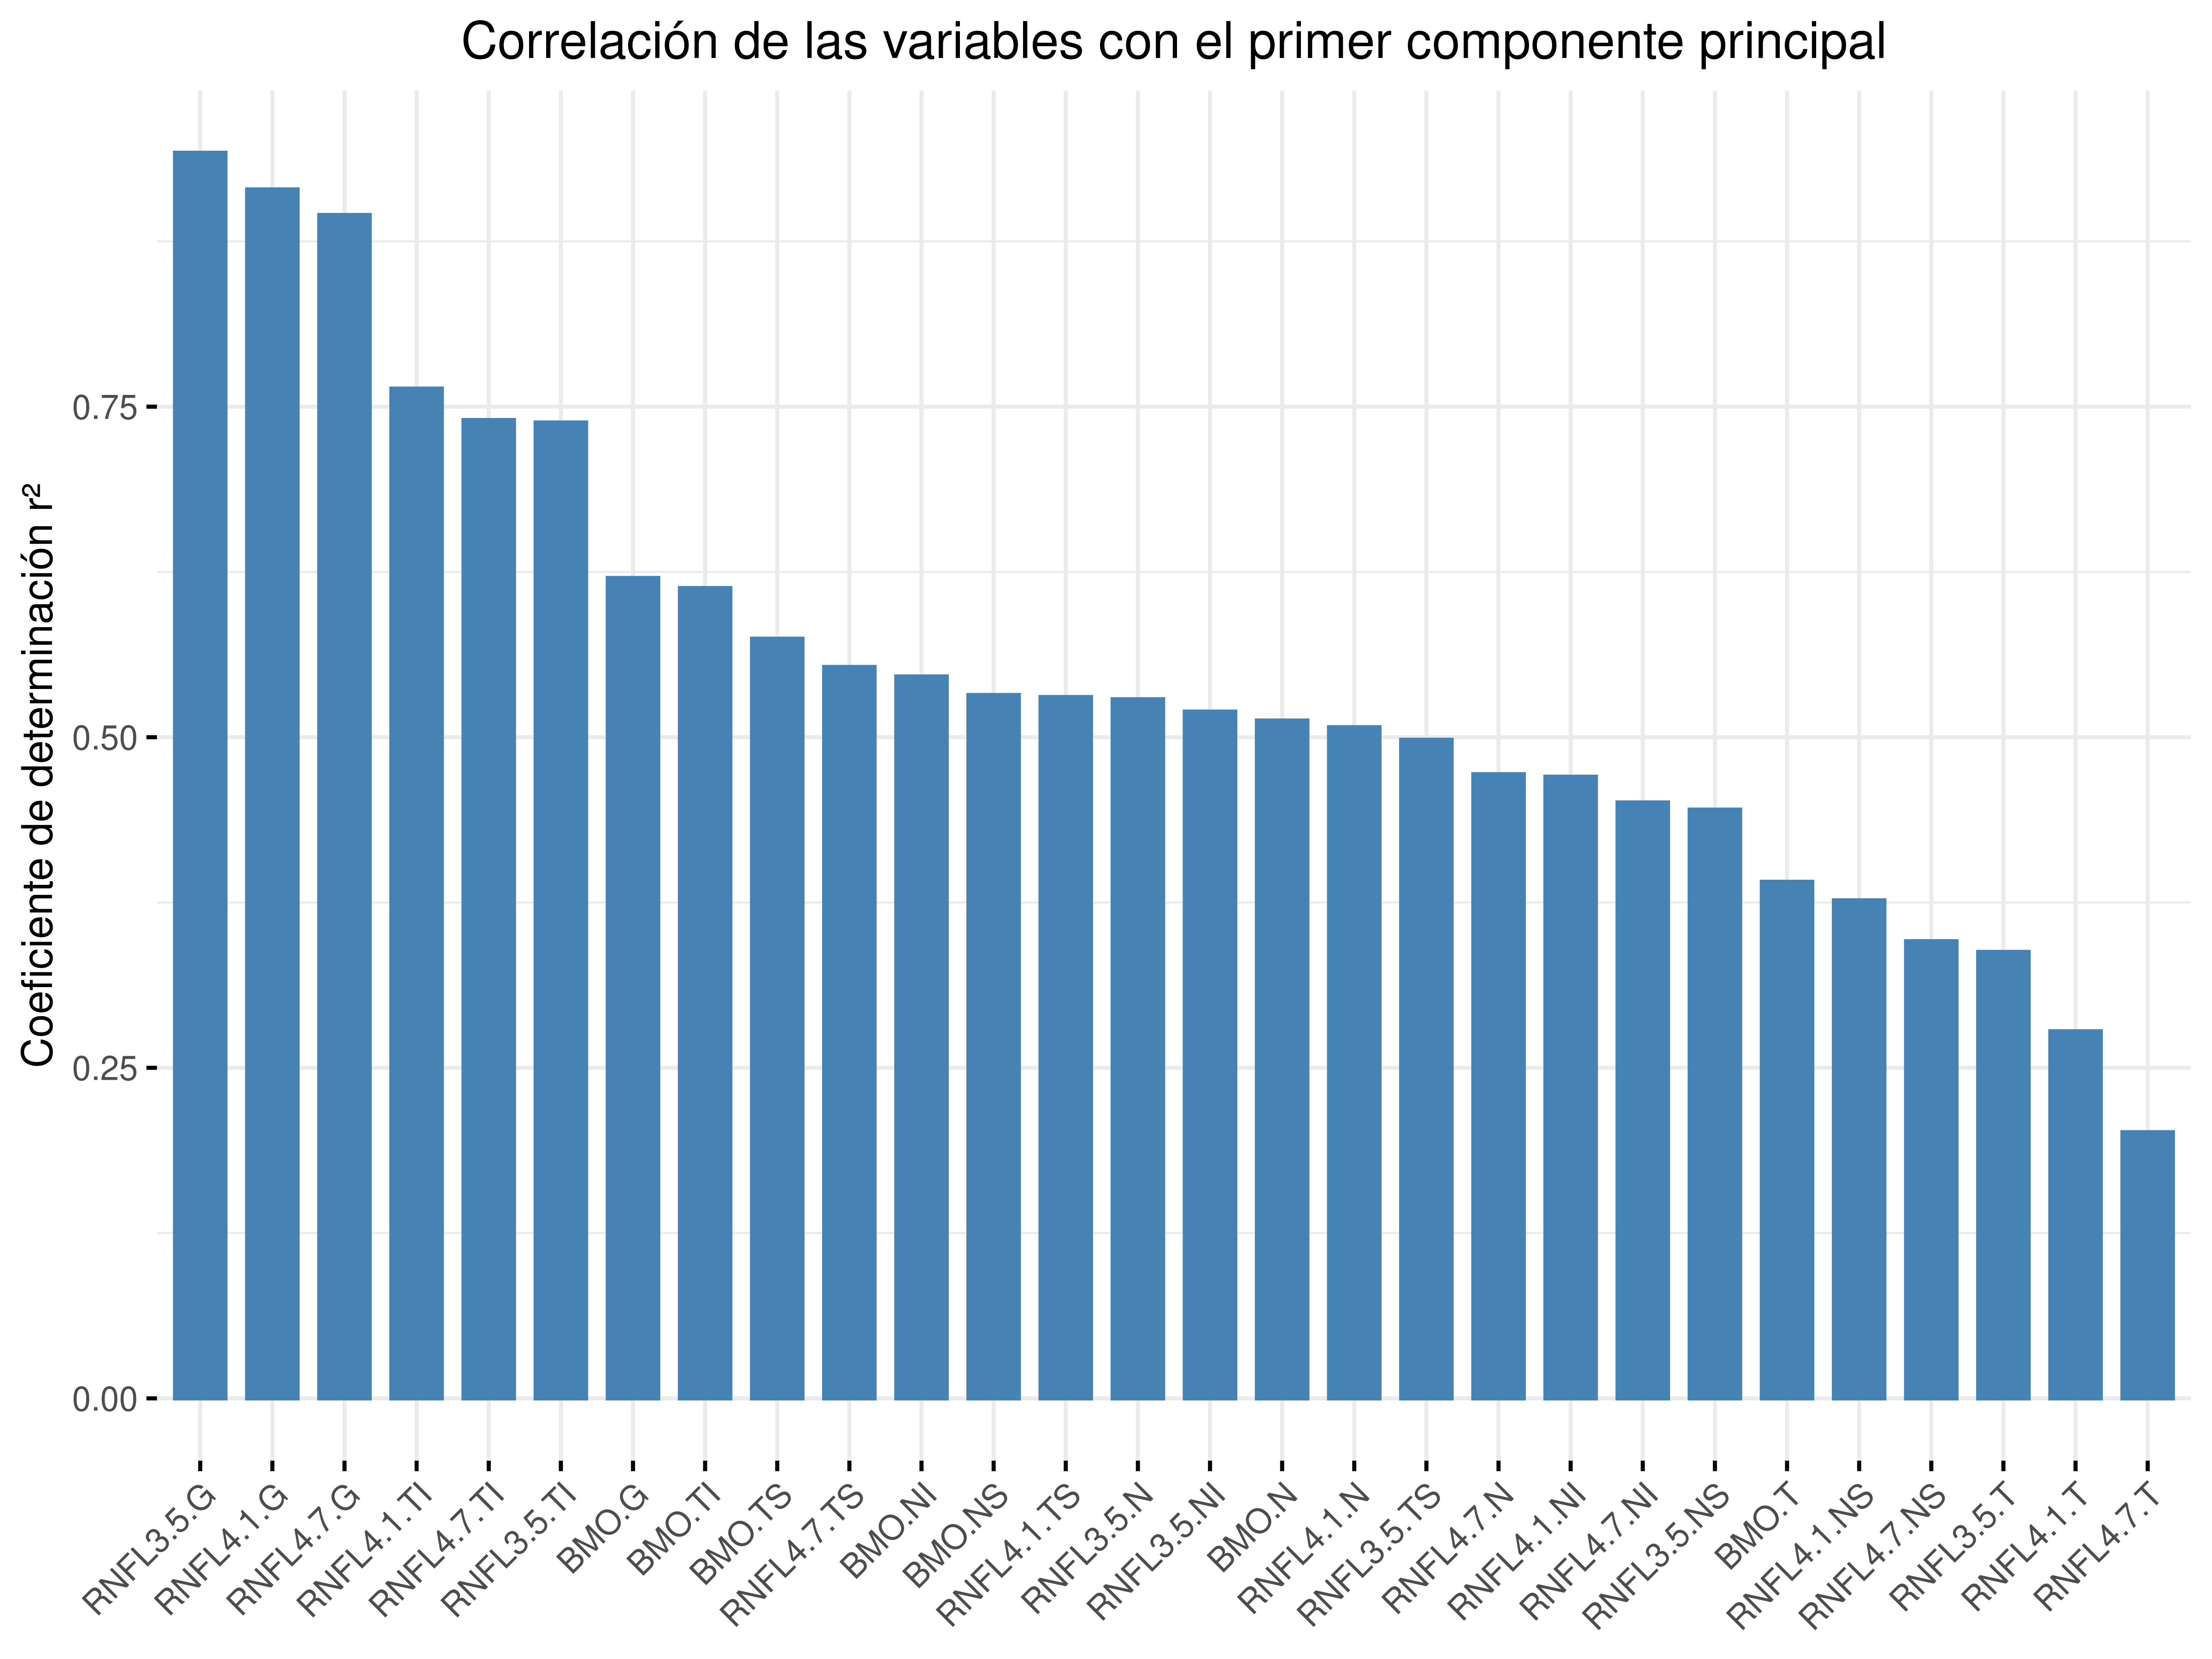 Correlación de las variables con el primer componente principal
Coeficiente de determinación r²
0.75
0.50
0.25
0.00
RNFL3.5.G
RNFL4.1.G
RNFL4.7.G
RNFL4.1.TI
RNFL4.7.TI
RNFL3.5.TI
BMO.G
BMO.TI
BMO.TS
RNFL4.7.TS
BMO.NI
BMO.NS
RNFL4.1.TS
RNFL3.5.N
RNFL3.5.NI
BMO.N
RNFL4.1.N
RNFL3.5.TS
RNFL4.7.N
RNFL4.1.NI
RNFL4.7.NI
RNFL3.5.NS
BMO.T
RNFL4.1.NS
RNFL4.7.NS
RNFL3.5.T
RNFL4.1.T
RNFL4.7.T